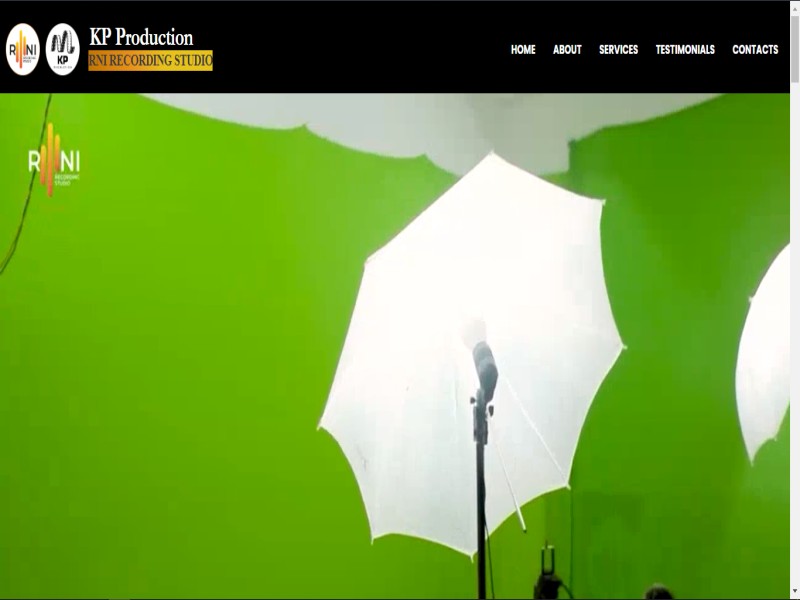 RNI
KP
KP Production
RNI RECORDING STUDIO
HOME ABOUT SERVICES TESTIMONIALS CONTACTS
RNI
RECORDING
STUDIO